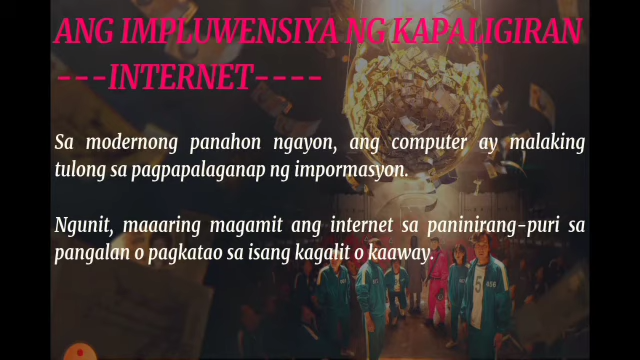 ANG IMPLUWENSIYA NG KAPALIGIRAN
---INTERNET----
Sa modernong panahon ngayon, ang computer ay malaking
tulong sa pagpapalaganap ng impormasyon.
Ngunit, maaaring magamit ang internet sa paninirang-puri sa
pangalan o pagkatao sa isang kagalit o kaaway.